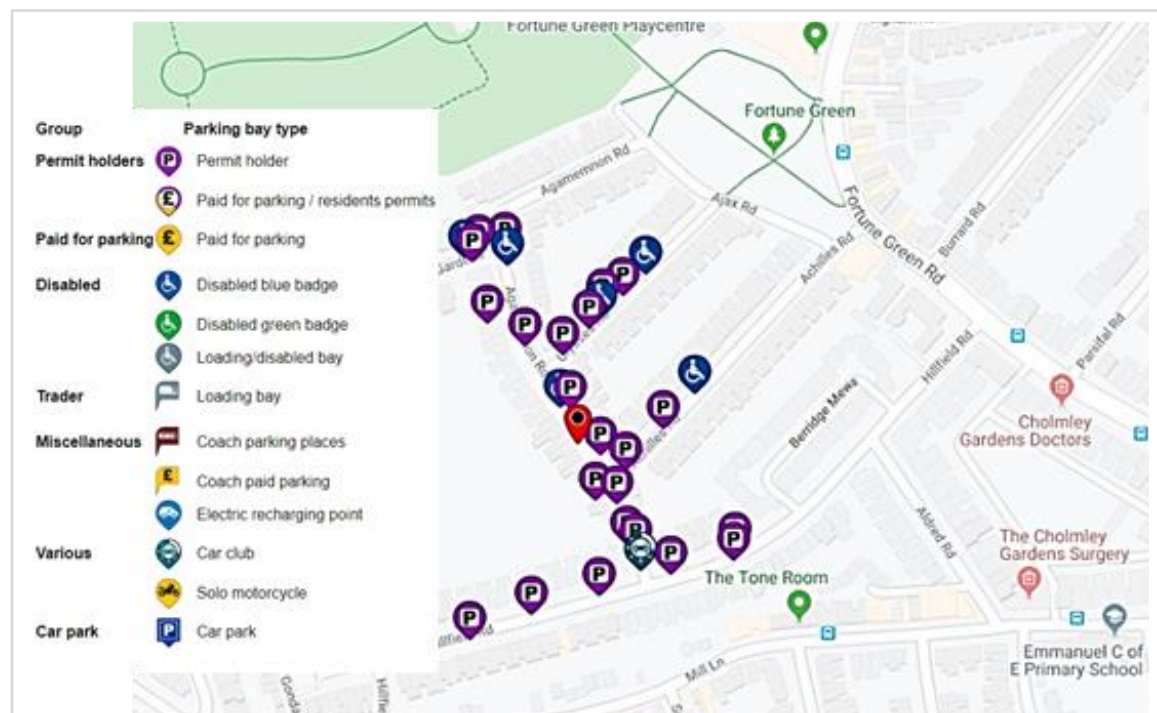 Fortune Green Playcentre
Group Parking bay type
Permit holders P Permit holder
£ Paid for parking / residents permits
Paid for parking £ Paid for parking
Disabled Disabled blue badge
Disabled green badge
Loading/disabled bay
Trader Loading bay
Miscellaneous Coach parking places
£ Coach paid parking
Electric recharging point
Various Car club
Solo motorcycle
Car park P Car park
Fortune Green
Agamemnon Rd
Ajax Rd
Achilles Rd
Fortune Green Rd
Burrard Rd
Hillfield Rd
Parsifal Rd
Berridge Mews
Cholmley
Gardens Doctors
Aldred Rd
The Cholmley
Gardens Surgery
The Tone Room
Mill Ln
Emmanuel C of
E Primary School